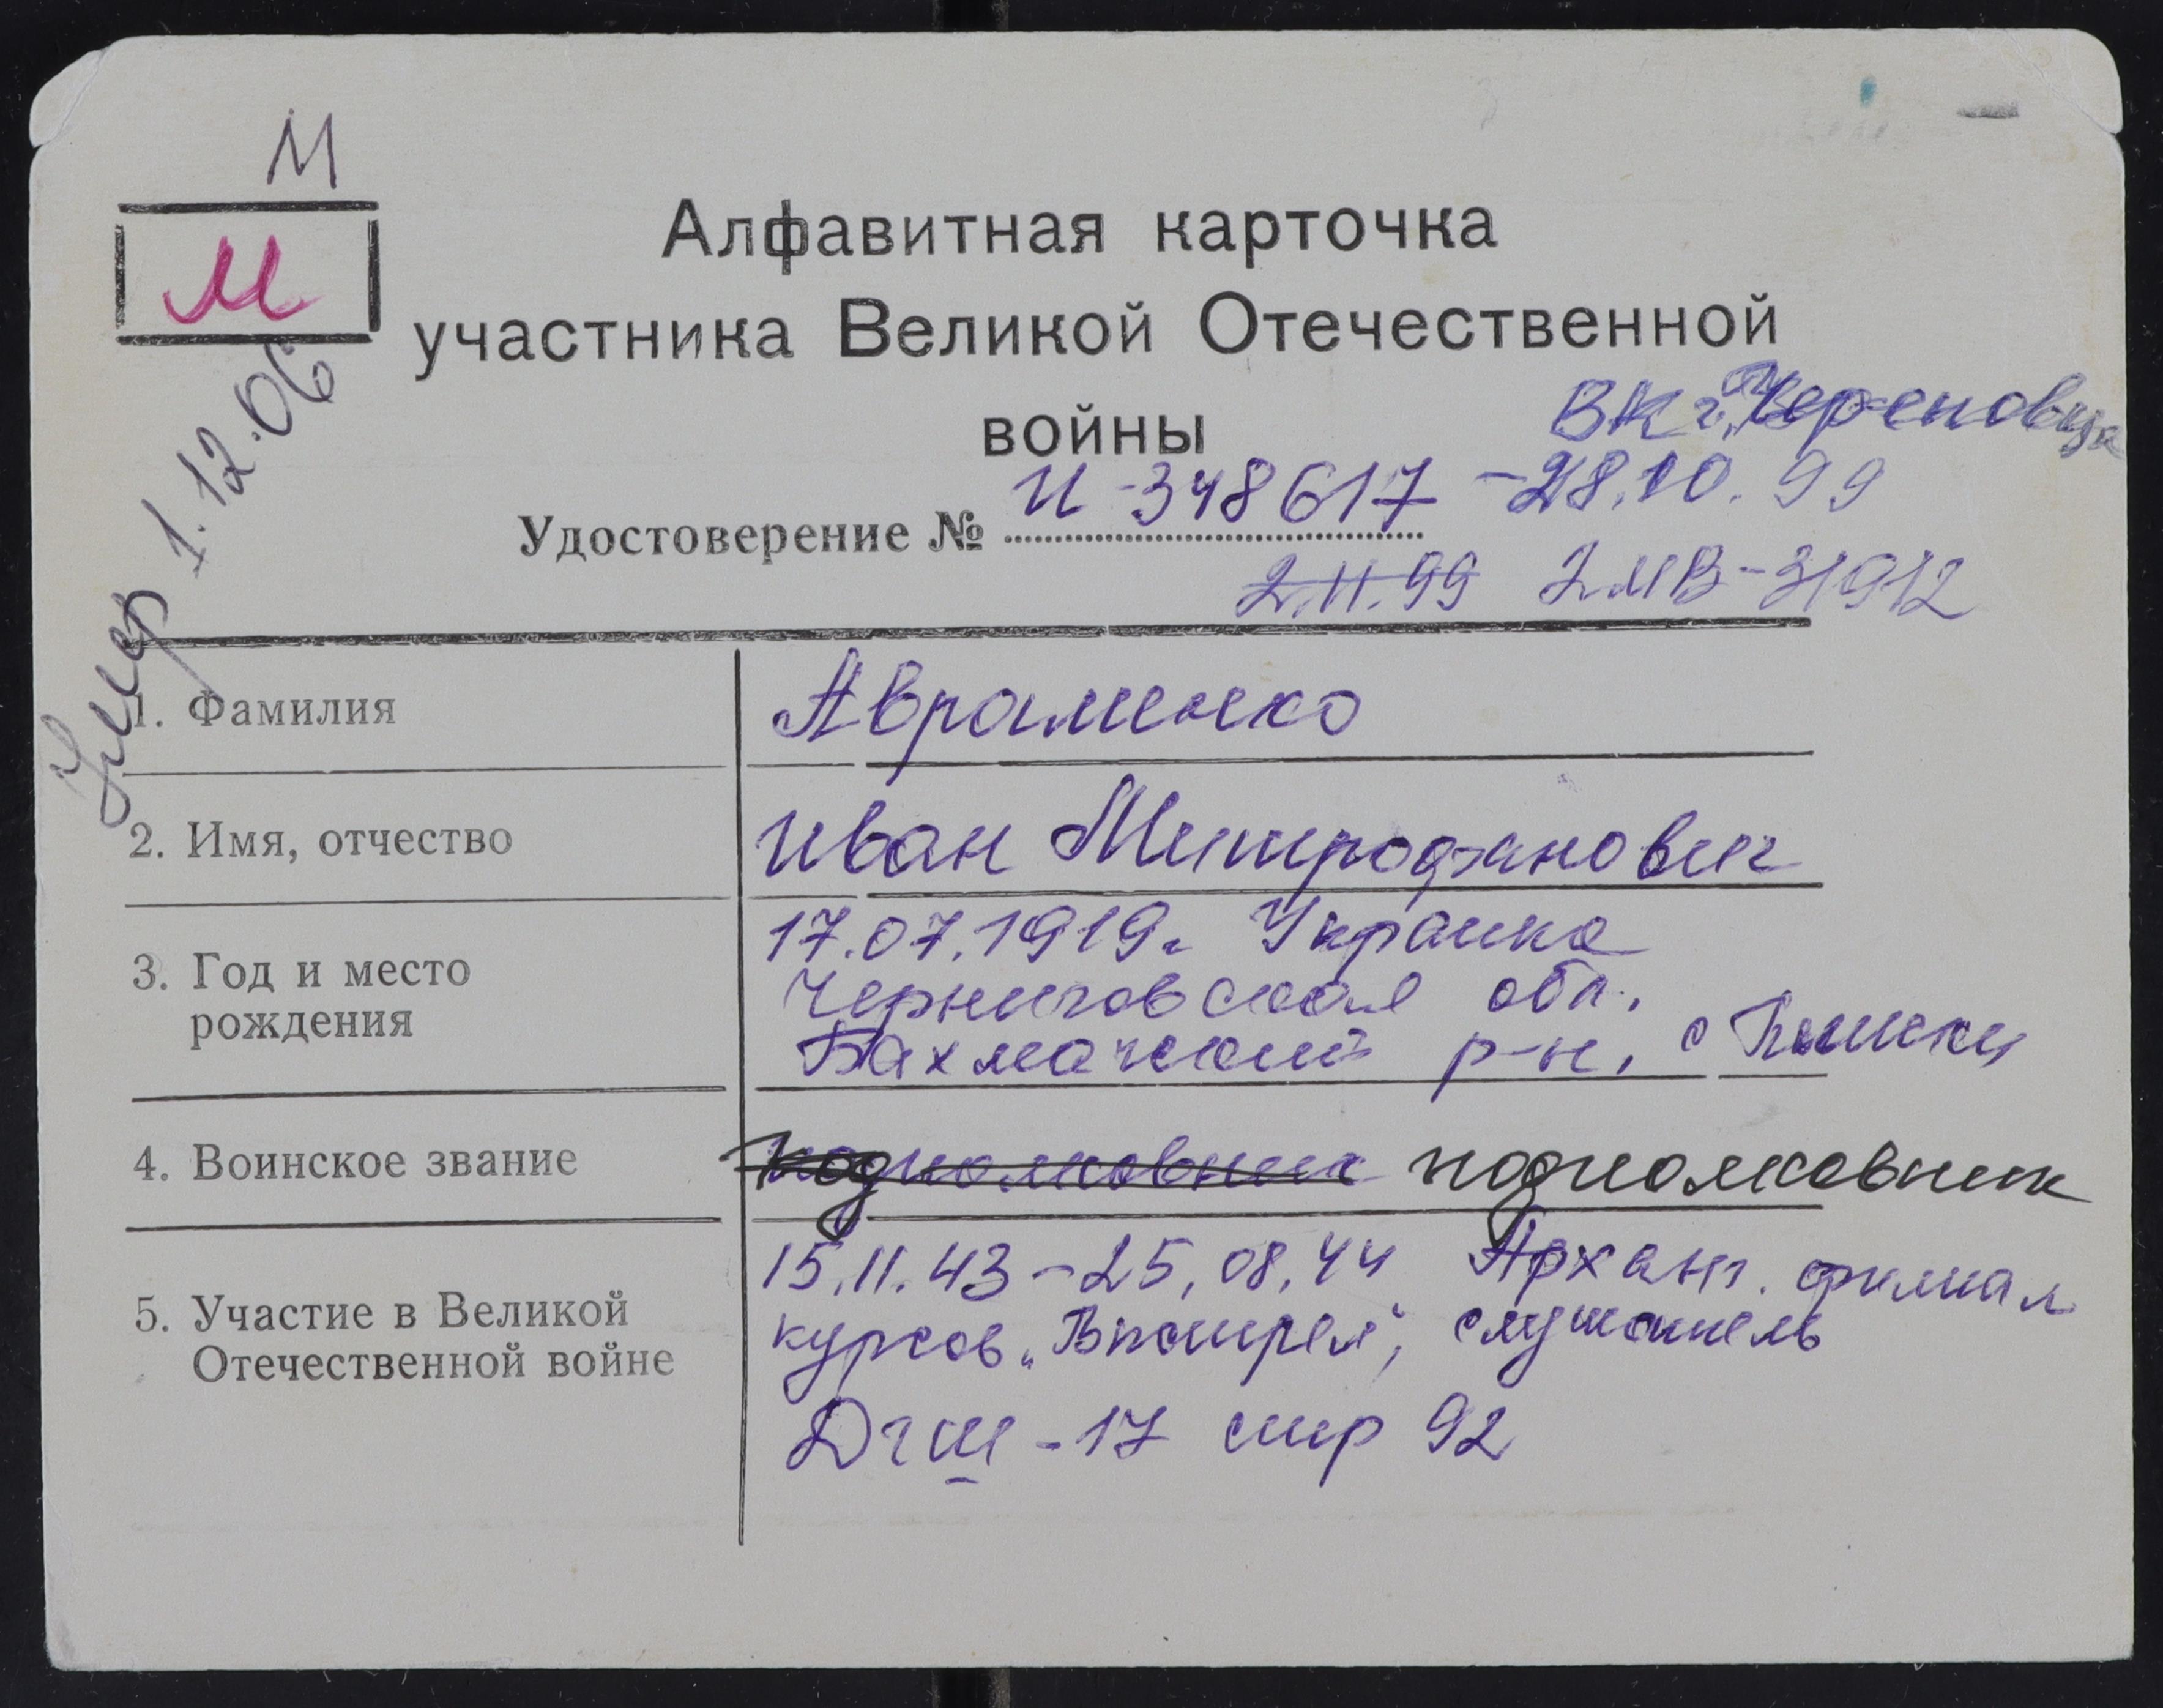 М
М
Алфавитная карточка
участника Великой Отечественной
войны
ВК г.
Удостоверение № И-348617 -28.10.99
2.11.99 2МВ-31912
Умер 1.12.06
1. Фамилия Авраменко
2. Имя, отчество Иван Митрофанович
3. Год и место рождения 17.07.1919г Украина
Черниговская обл.,
Бахмачский р-н, с
4. Воинское звание подполковник подполковник
5. Участие в Великой Отечественной войне 15.11.43-25.08.44 Арханг. филиал
курсов „Выстрел", слушатель
ДГШ-17 стр 92